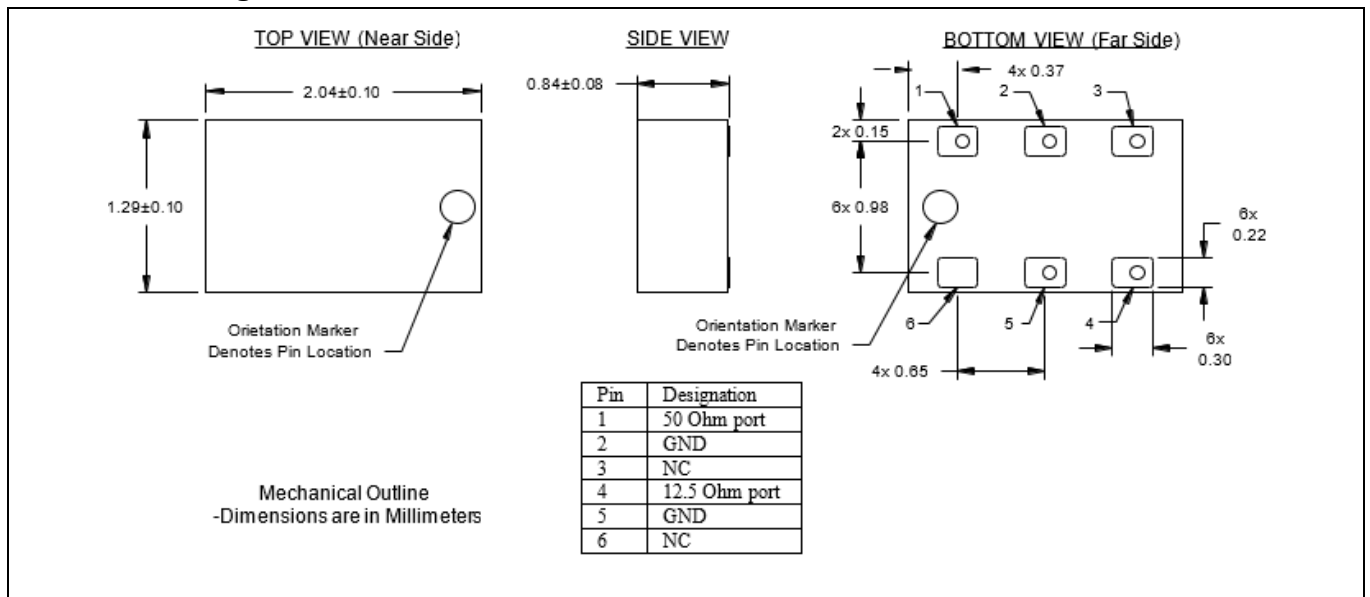 TOP VIEW (Near Side)
SIDE VIEW
BOTTOM VIEW (Far Side)
2.04±0.10
0.84±0.08
4x 0.37
1
2
3
2x 0.15
1.29±0.10
6x 0.98
6x
0.22
Orietation Marker
Denotes Pin Location
Orientation Marker
Denotes Pin Location
6
5
4
6x
0.30
4x 0.65
Pin Designation
1 50 Ohm port
2 GND
3 NC
4 12.5 Ohm port
5 GND
6 NC
Mechanical Outline
-Dimensions are in Millimeters